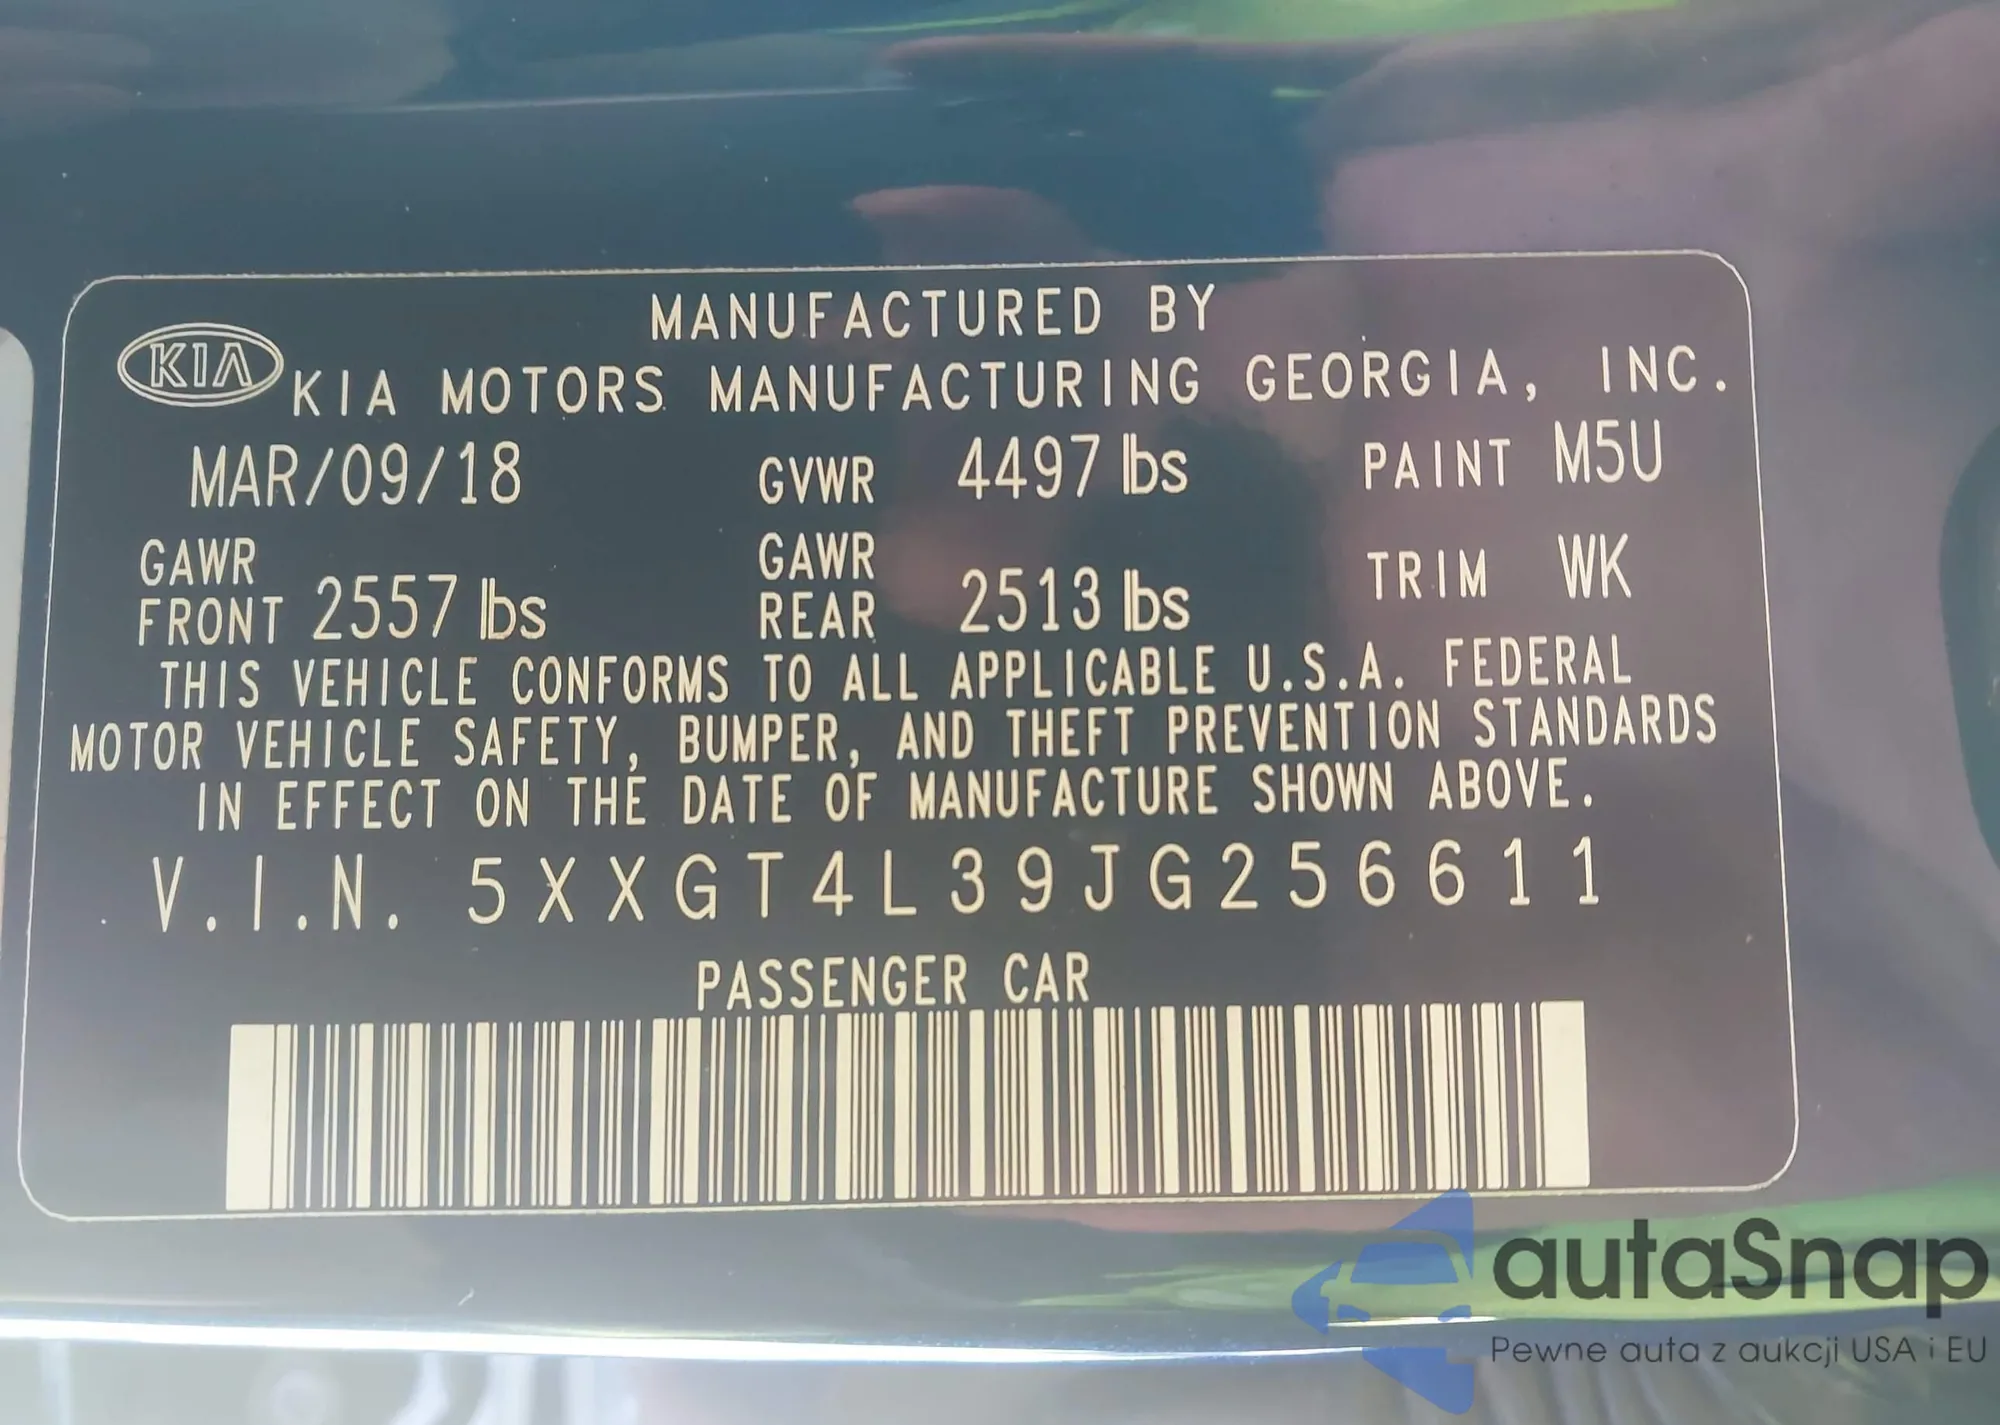 MANUFACTURED BY
KIA KIA MOTORS MANUFACTURING GEORGIA, INC.
MAR/09/18 GVWR 4497 lbs PAINT M5U
GAWR FRONT 2557 lbs GAWR REAR 2513 lbs TRIM WK
THIS VEHICLE CONFORMS TO ALL APPLICABLE U.S.A. FEDERAL
MOTOR VEHICLE SAFETY, BUMPER, AND THEFT PREVENTION STANDARDS
IN EFFECT ON THE DATE OF MANUFACTURE SHOWN ABOVE.
V.I.N. 5XXGT4L39JG256611
PASSENGER CAR
autaSnap
Pewne auta z aukcji USA i EU